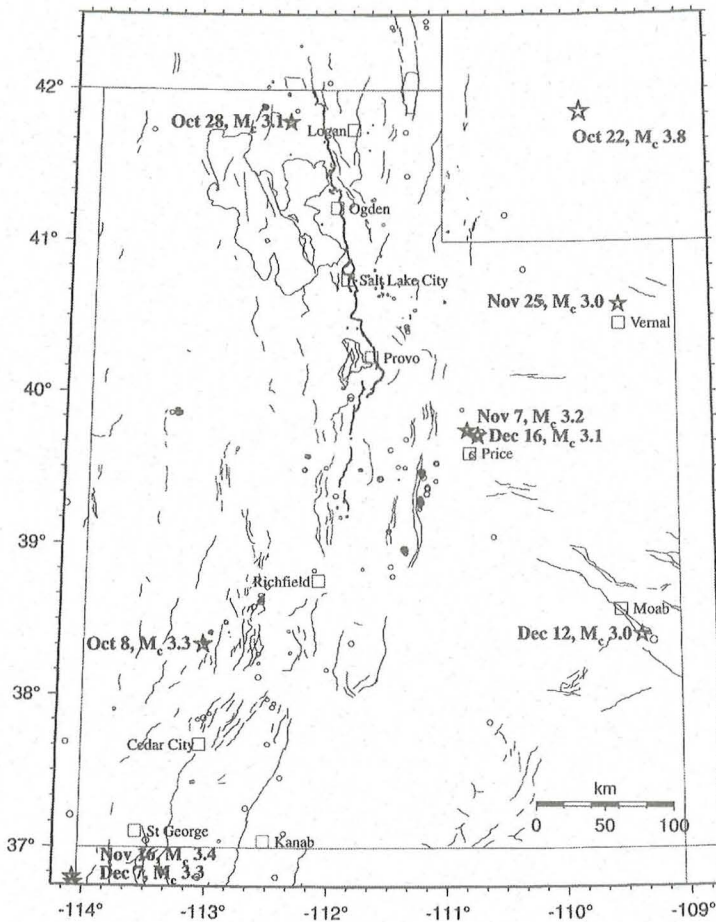 42°
41°
40°
39°
38°
37°
Oct 28, Mc 3.1
Logan
Oct 22, Mc 3.8
Ogden
Salt Lake City
Nov 25, Mc 3.0
Vernal
Provo
Nov 7, Mc 3.2
Dec 16, Mc 3.1
Price
Richfield
Moab
Dec 12, Mc 3.0
Oct 8, Mc 3.3
Cedar City
km
0 50 100
St George
Kanab
Nov 16, Mc 3.4
Dec 7, Mc 3.3
-114° -113° -112° -111° -110° -109°